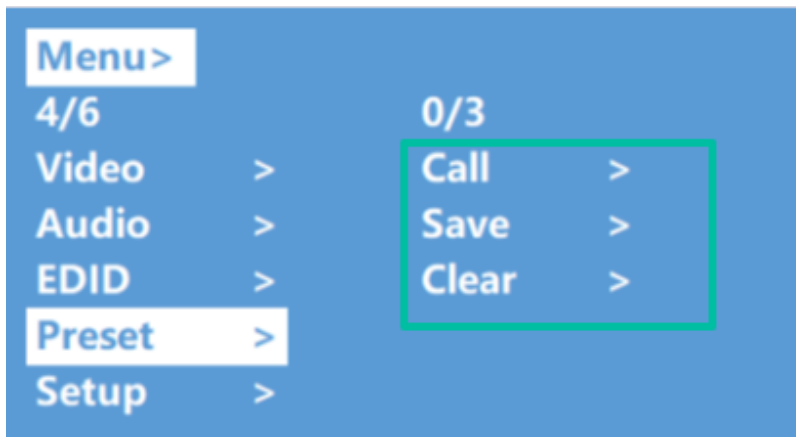 Menu>
4/6 0/3
Video > Call >
Audio > Save >
EDID > Clear >
Preset >
Setup >